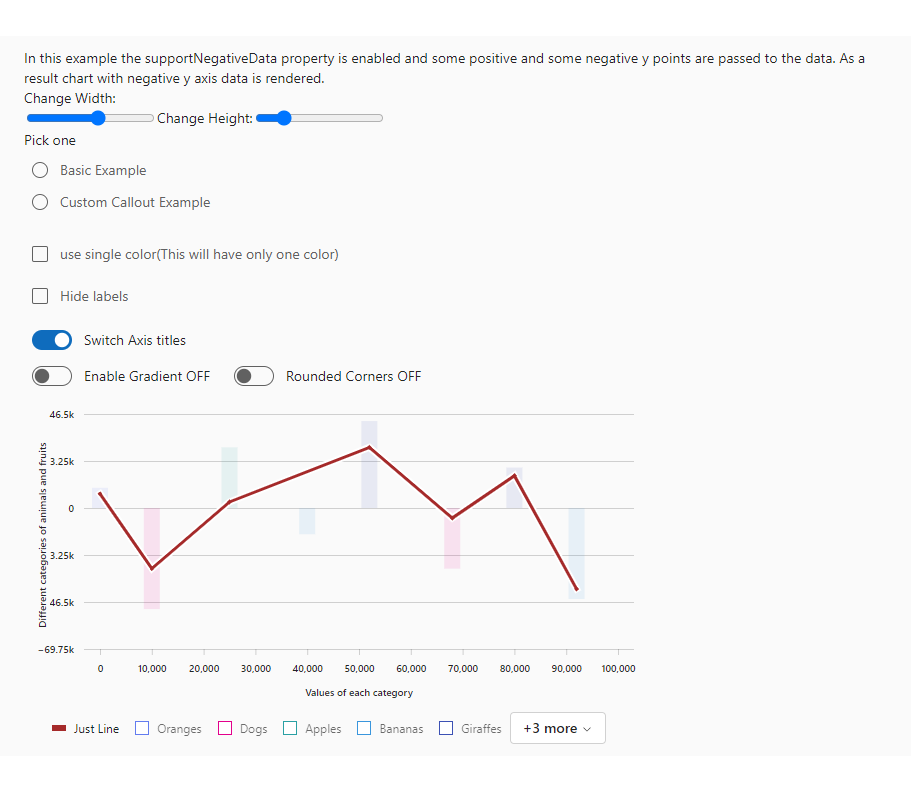 In this example the supportNegativeData property is enabled and some positive and some negative y points are passed to the data. As a
result chart with negative y axis data is rendered.
Change Width:
Change Height:
Pick one
Basic Example
Custom Callout Example
use single color(This will have only one color)
Hide labels
Switch Axis titles
Enable Gradient OFF
Rounded Corners OFF
46.5k
3.25k
0
3.25k
46.5k
−69.75k
Different categories of animals and fruits
0 10,000 20,000 30,000 40,000 50,000 60,000 70,000 80,000 90,000 100,000
Values of each category
Just Line Oranges Dogs Apples Bananas Giraffes +3 more